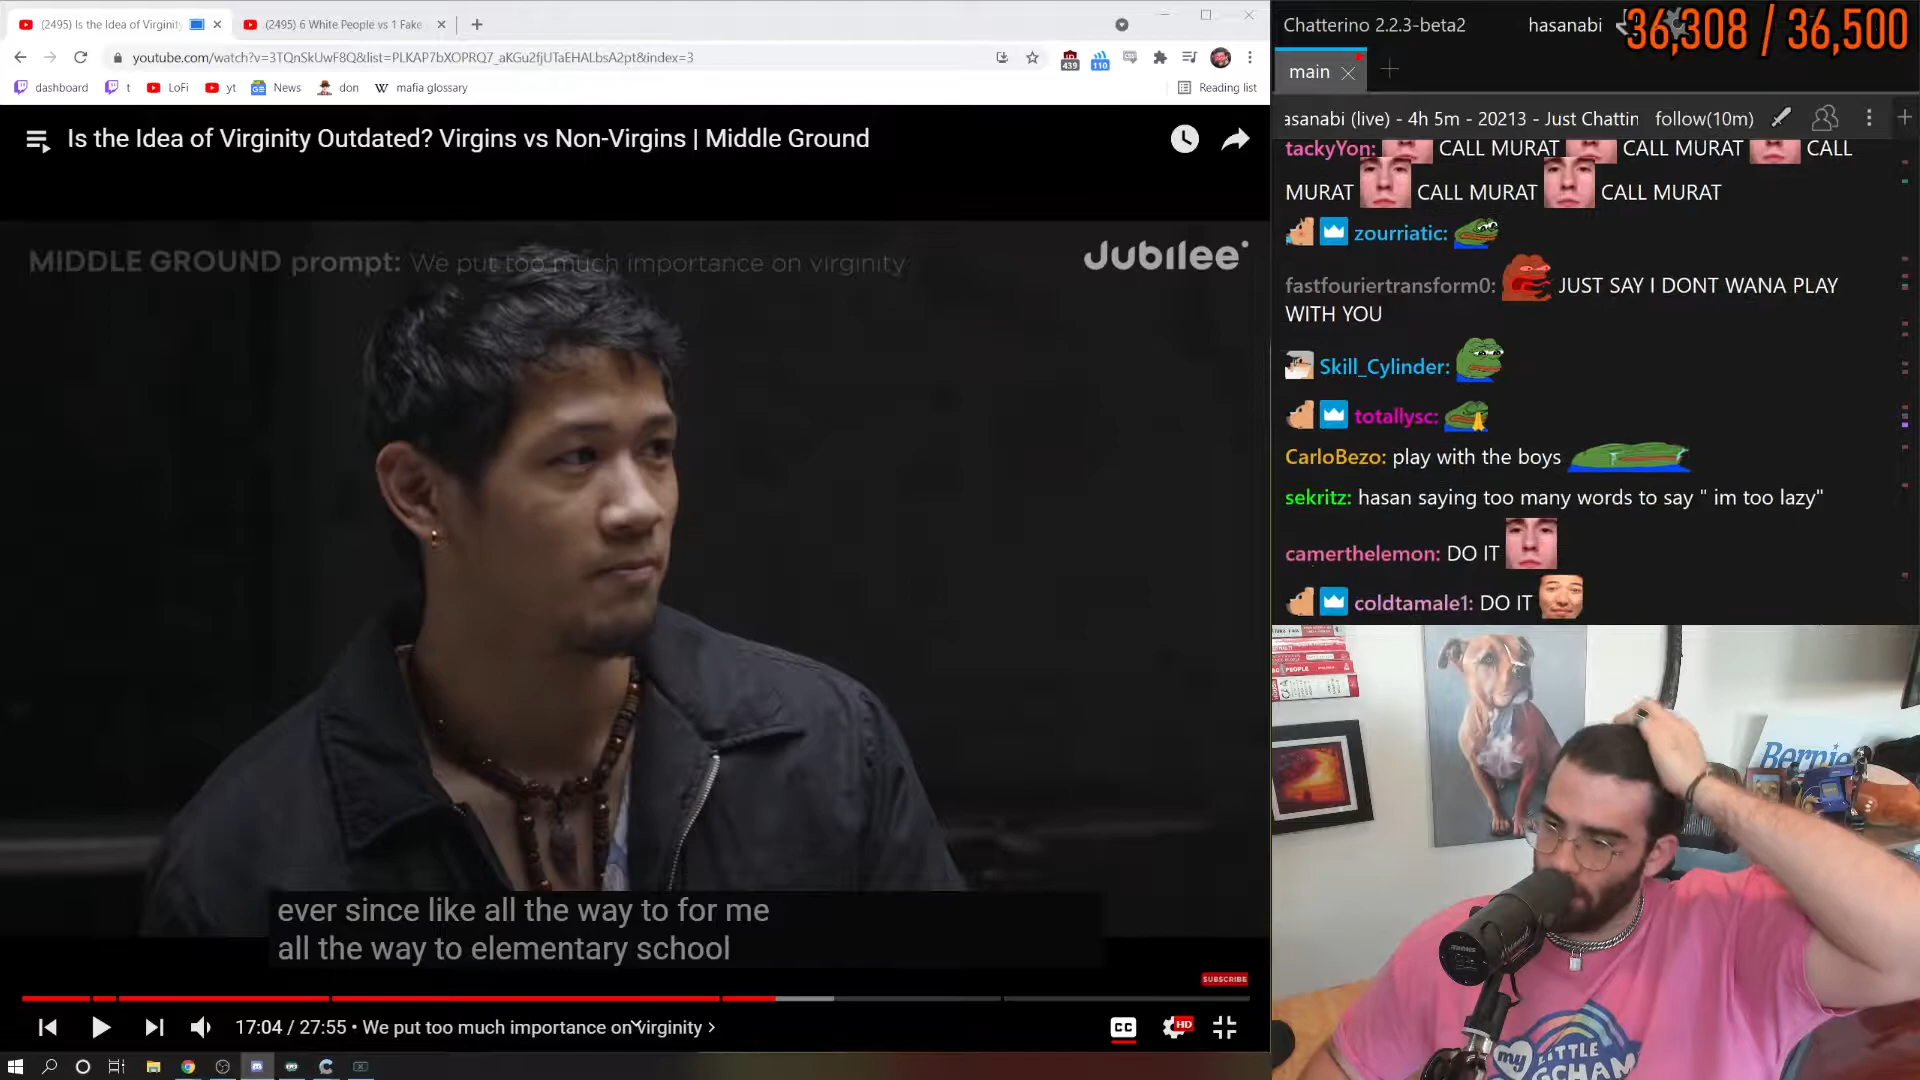 (2495) Is the Idea of Virginity
(2495) 6 White People vs 1 Fake
youtube.com/watch?v=3TQnSkUwF8Q&list=PLKAP7bXOPRQ7_aKGu2fjUTaEHALbsA2pt&index=3
439
110
dashboard
t
LoFi
yt
News
don
W
mafia glossary
Reading list
Is the Idea of Virginity Outdated? Virgins vs Non-Virgins | Middle Ground
MIDDLE GROUND prompt: We put too much importance on virginity
Jubilee
ever since like all the way to for me
all the way to elementary school
SUBSCRIBE
17:04 / 27:55 • We put too much importance on virginity >
CC
HD
Chatterino 2.2.3-beta2
hasanabi
36,308 / 36,500
main
asanabi (live) - 4h 5m - 20213 - Just Chattin
follow(10m)
tackyYon: CALL MURAT CALL MURAT CALL
MURAT CALL MURAT CALL MURAT
zourriatic:
fastfouriertransform0: JUST SAY I DONT WANA PLAY
WITH YOU
Skill_Cylinder:
totallysc:
CarloBezo: play with the boys
sekritz: hasan saying too many words to say " im too lazy"
camerthelemon: DO IT
coldtamale1: DO IT
PEOPLE
Bernie
my
LITTLE